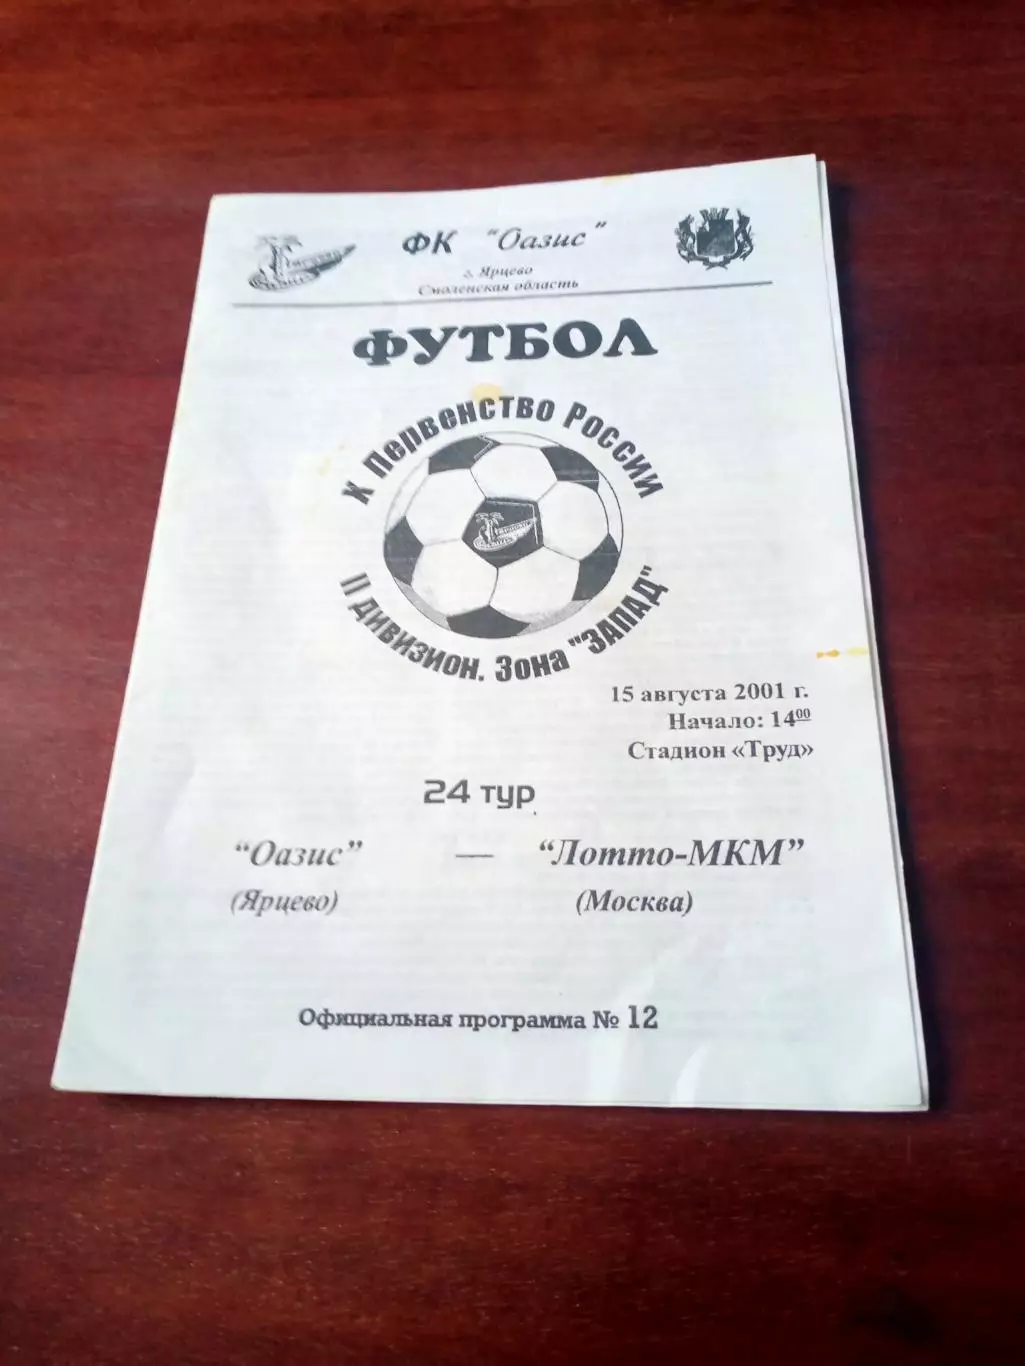 ФК "Оазис"
г. Ярцево
Смоленская область
ФУТБОЛ
X Первенство России
II дивизион. Зона "ЗАПАД"
15 августа 2001 г.
Начало: 14⁰⁰
Стадион «Труд»
24 тур
“Оазис” — “Лотто-МКМ”
(Ярцево) (Москва)
Официальная программа № 12